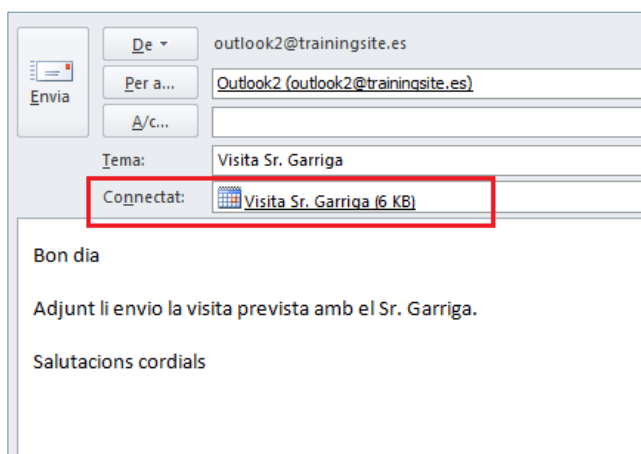 De
outlook2@trainingsite.es
Envia
Per a...
Outlook2 (outlook2@trainingsite.es)
A/c...
Tema:
Visita Sr. Garriga
Connectat:
Visita Sr. Garriga (6 KB)
Bon dia
Adjunt li envio la visita prevista amb el Sr. Garriga.
Salutacions cordials